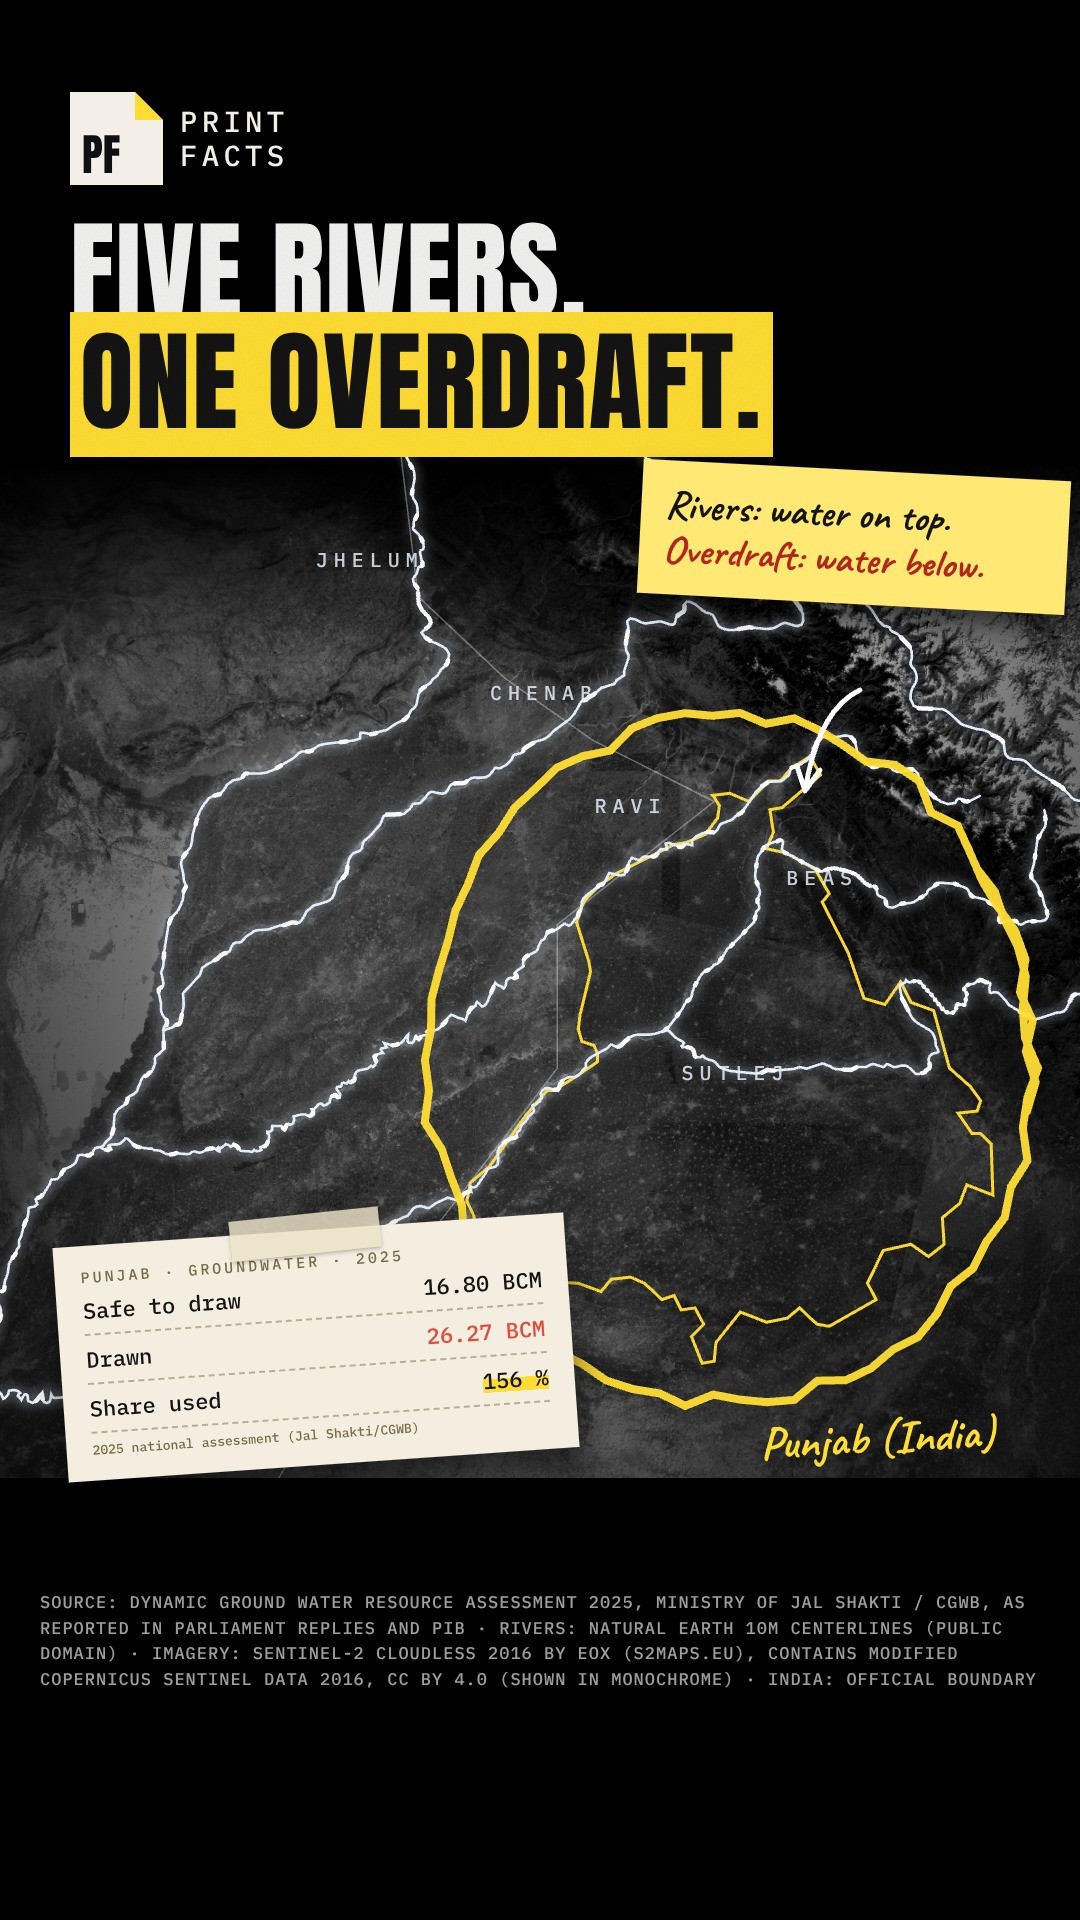 PF
PRINT
FACTS
FIVE RIVERS.
ONE OVERDRAFT.
Rivers: water on top.
Overdraft: water below.
JHELUM
CHENAB
RAVI
BEAS
SUTLEJ
PUNJAB · GROUNDWATER · 2025
Safe to draw 16.80 BCM
Drawn 26.27 BCM
Share used 156 %
2025 national assessment (Jal Shakti/CGWB)
Punjab (India)
SOURCE: DYNAMIC GROUND WATER RESOURCE ASSESSMENT 2025, MINISTRY OF JAL SHAKTI / CGWB, AS
REPORTED IN PARLIAMENT REPLIES AND PIB · RIVERS: NATURAL EARTH 10M CENTERLINES (PUBLIC
DOMAIN) · IMAGERY: SENTINEL-2 CLOUDLESS 2016 BY EOX (S2MAPS.EU), CONTAINS MODIFIED
COPERNICUS SENTINEL DATA 2016, CC BY 4.0 (SHOWN IN MONOCHROME) · INDIA: OFFICIAL BOUNDARY